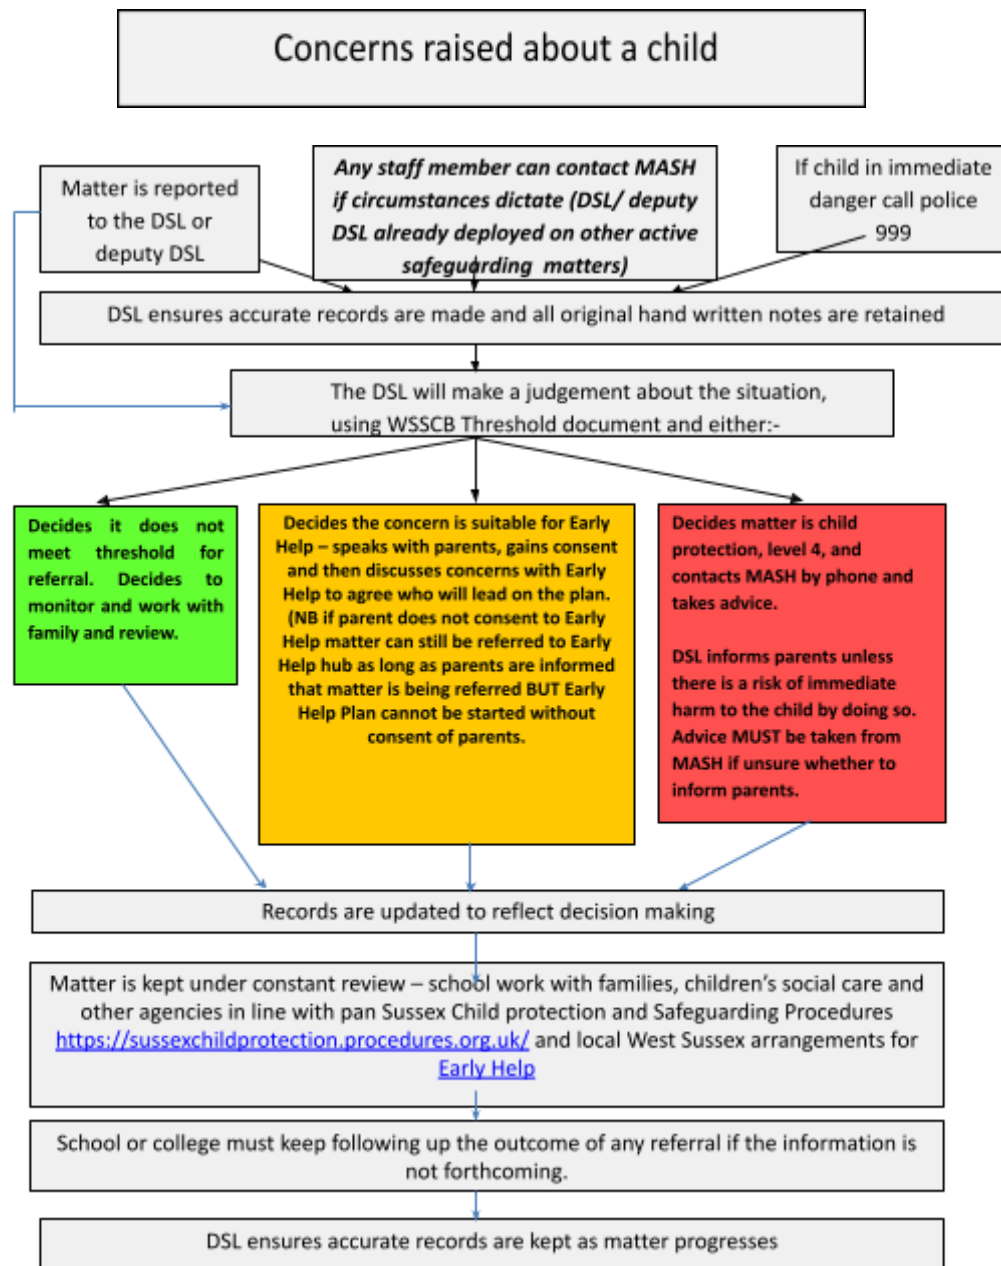 Concerns raised about a child
Matter is reported
to the DSL or
deputy DSL
Any staff member can contact MASH
if circumstances dictate (DSL/ deputy
DSL already deployed on other active
safeguarding matters)
If child in immediate
danger call police
999
DSL ensures accurate records are made and all original hand written notes are retained
The DSL will make a judgement about the situation,
using WSSCB Threshold document and either:-
Decides it does not
meet threshold for
referral. Decides to
monitor and work with
family and review.
Decides the concern is suitable for Early
Help – speaks with parents, gains consent
and then discusses concerns with Early
Help to agree who will lead on the plan.
(NB if parent does not consent to Early
Help matter can still be referred to Early
Help hub as long as parents are informed
that matter is being referred BUT Early
Help Plan cannot be started without
consent of parents.
Decides matter is child
protection, level 4, and
contacts MASH by phone and
takes advice.
DSL informs parents unless
there is a risk of immediate
harm to the child by doing so.
Advice MUST be taken from
MASH if unsure whether to
inform parents.
Records are updated to reflect decision making
Matter is kept under constant review – school work with families, children’s social care and
other agencies in line with pan Sussex Child protection and Safeguarding Procedures
https://sussexchildprotection.procedures.org.uk/ and local West Sussex arrangements for
Early Help
School or college must keep following up the outcome of any referral if the information is
not forthcoming.
DSL ensures accurate records are kept as matter progresses